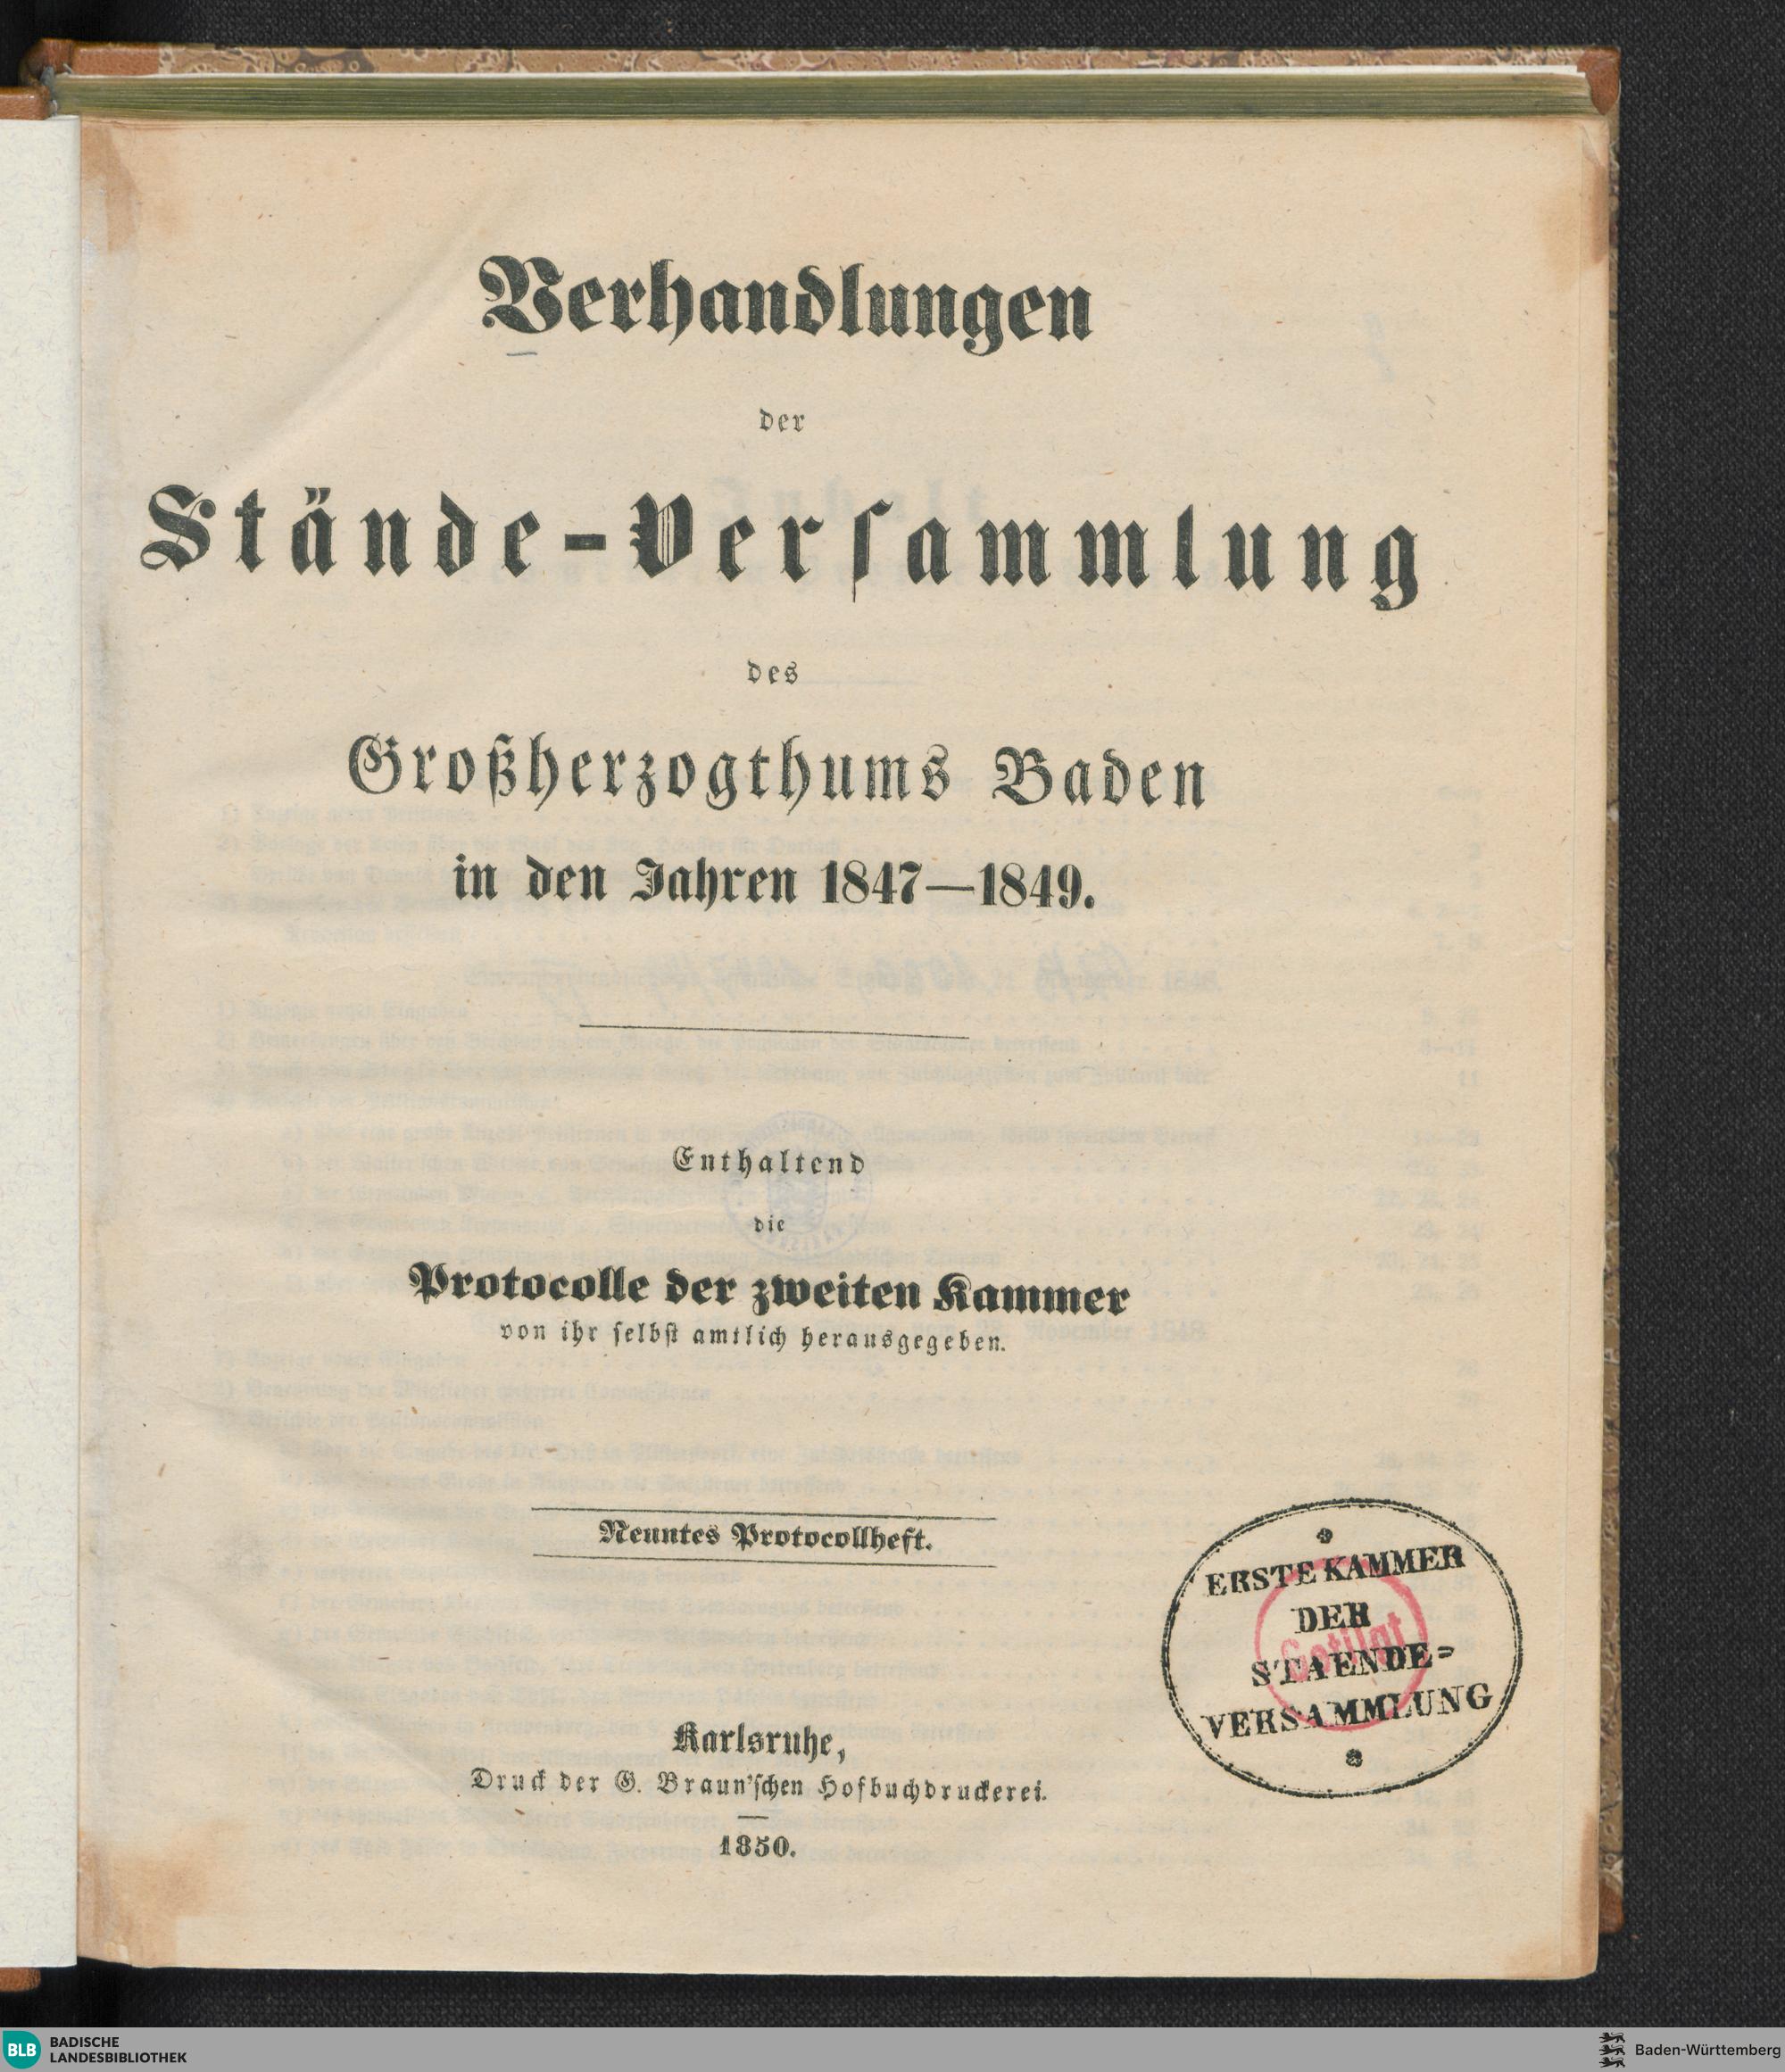 Verhandlungen
der
Stände-Versammlung
des
Großherzogthums Baden
in den Jahren 1847—1849.
Enthaltend
die
Protocolle der zweiten Kammer
von ihr selbst amtlich herausgegeben.
Neuntes Protocollheft.
ERSTE KAMMER
DER
STAENDE=
VERSAMMLUNG
Getilgt
Karlsruhe,
Druck der G. Braun'schen Hofbuchdruckerei.
1850.
BLB BADISCHE
LANDESBIBLIOTHEK
Baden-Württemberg